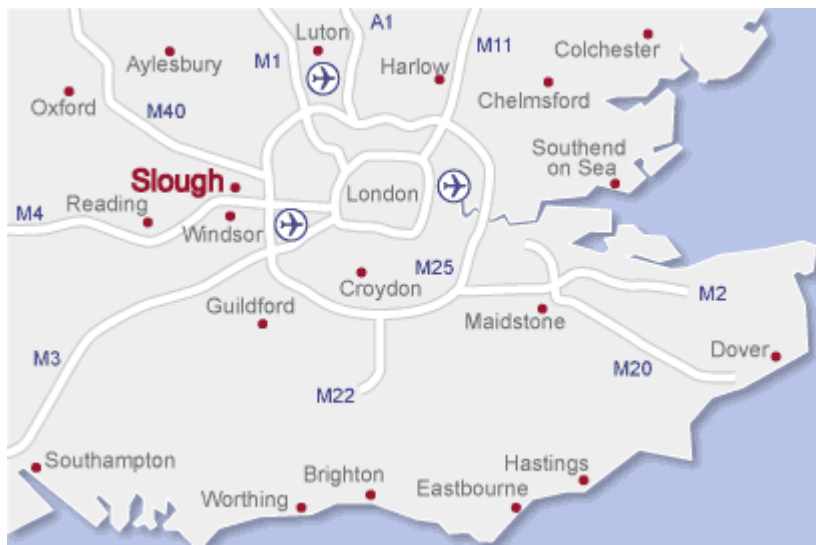 Luton
A1
M11
Colchester
M1
Aylesbury
Harlow
Chelmsford
Oxford
M40
Southend
on Sea
Slough
London
Reading
M4
Windsor
M25
Croydon
Guildford
M2
Maidstone
Dover
M3
M20
M22
Southampton
Hastings
Brighton
Eastbourne
Worthing